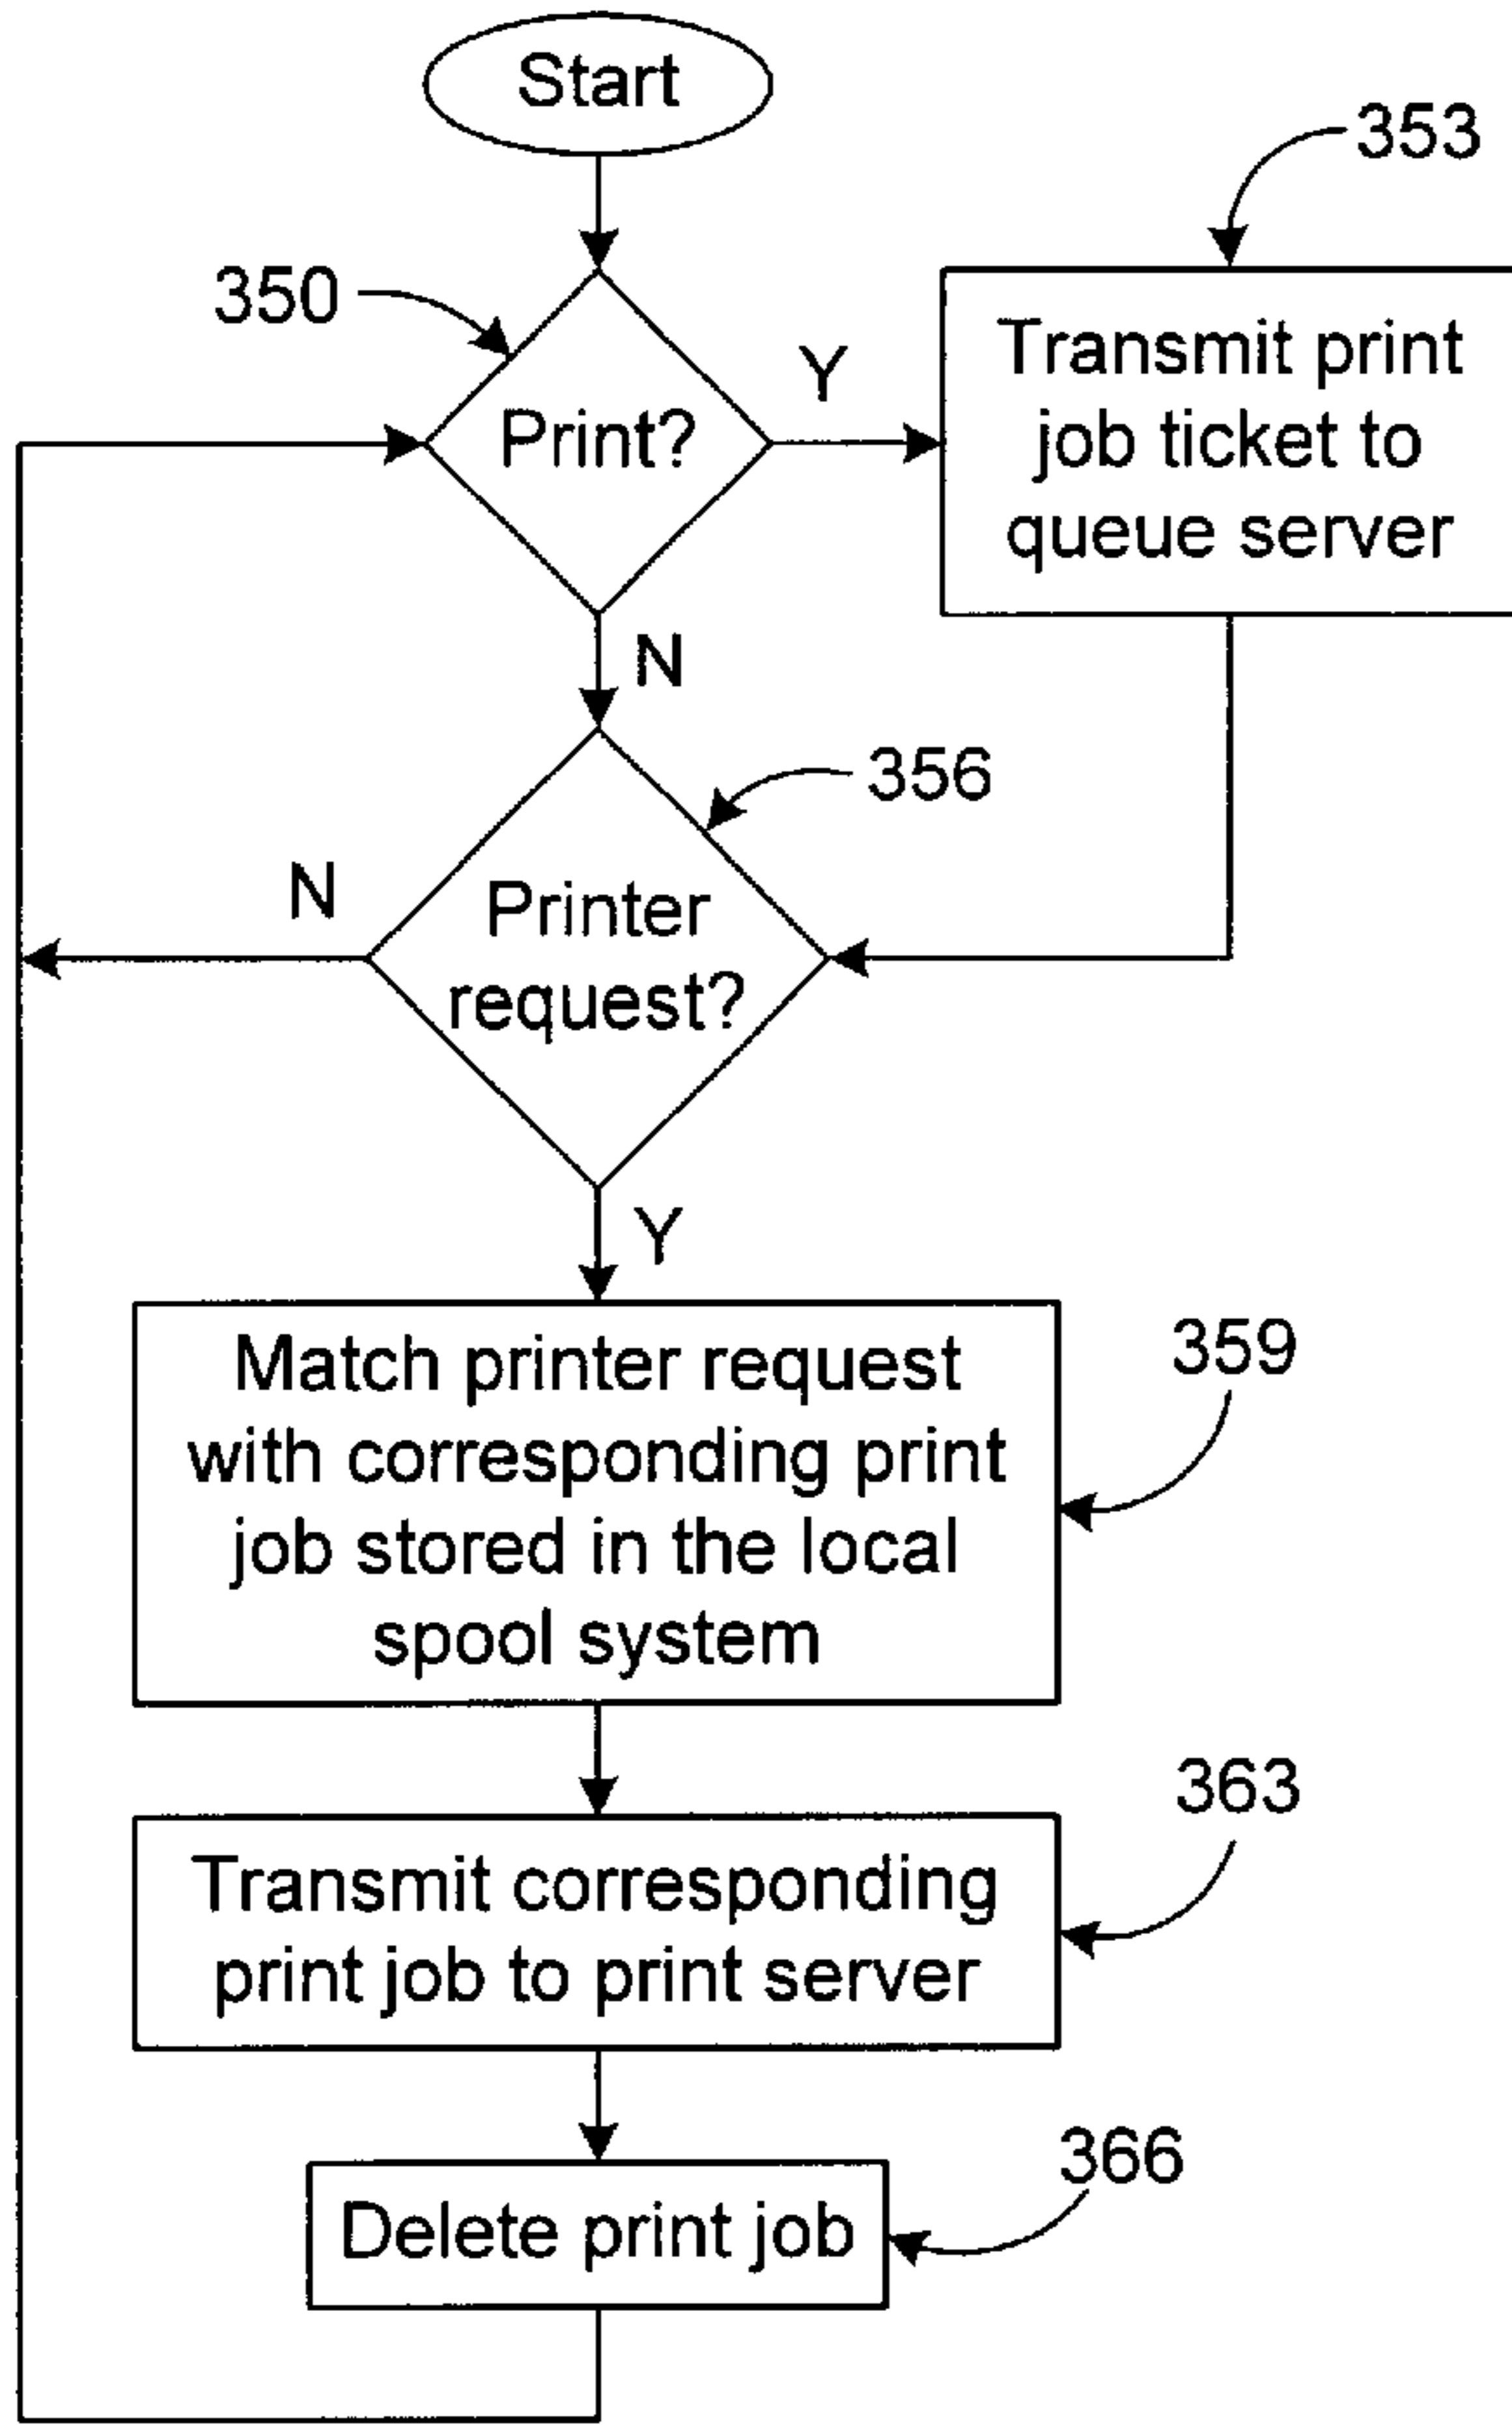 Start
353
350
Transmit print
job ticket to
queue server
Y
Print?
N
356
N
Printer
request?
Y
Match printer request
with corresponding print
job stored in the local
spool system
359
363
Transmit corresponding
print job to print server
366
Delete print job